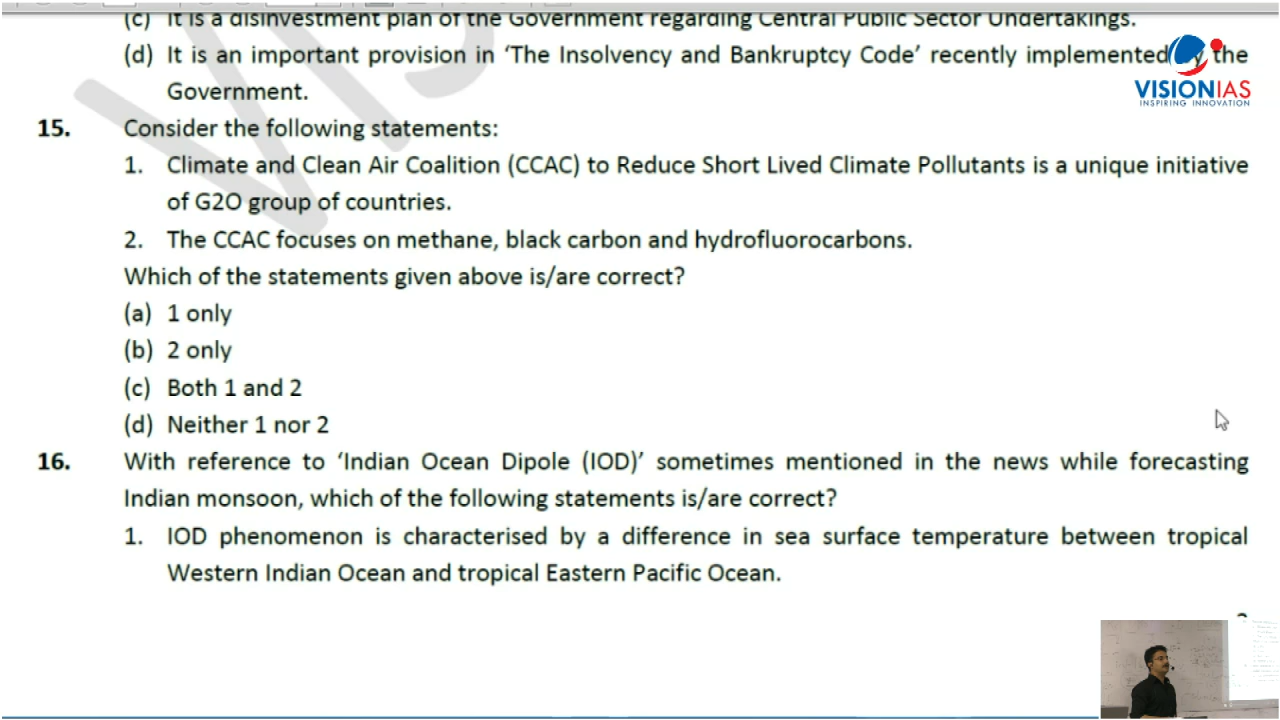 (c) It is a disinvestment plan of the Government regarding Central Public Sector Undertakings.
(d) It is an important provision in ‘The Insolvency and Bankruptcy Code’ recently implemented by the
Government.
VISIONIAS
INSPIRING INNOVATION
15. Consider the following statements:
1. Climate and Clean Air Coalition (CCAC) to Reduce Short Lived Climate Pollutants is a unique initiative
of G2O group of countries.
2. The CCAC focuses on methane, black carbon and hydrofluorocarbons.
Which of the statements given above is/are correct?
(a) 1 only
(b) 2 only
(c) Both 1 and 2
(d) Neither 1 nor 2
16. With reference to ‘Indian Ocean Dipole (IOD)’ sometimes mentioned in the news while forecasting
Indian monsoon, which of the following statements is/are correct?
1. IOD phenomenon is characterised by a difference in sea surface temperature between tropical
Western Indian Ocean and tropical Eastern Pacific Ocean.